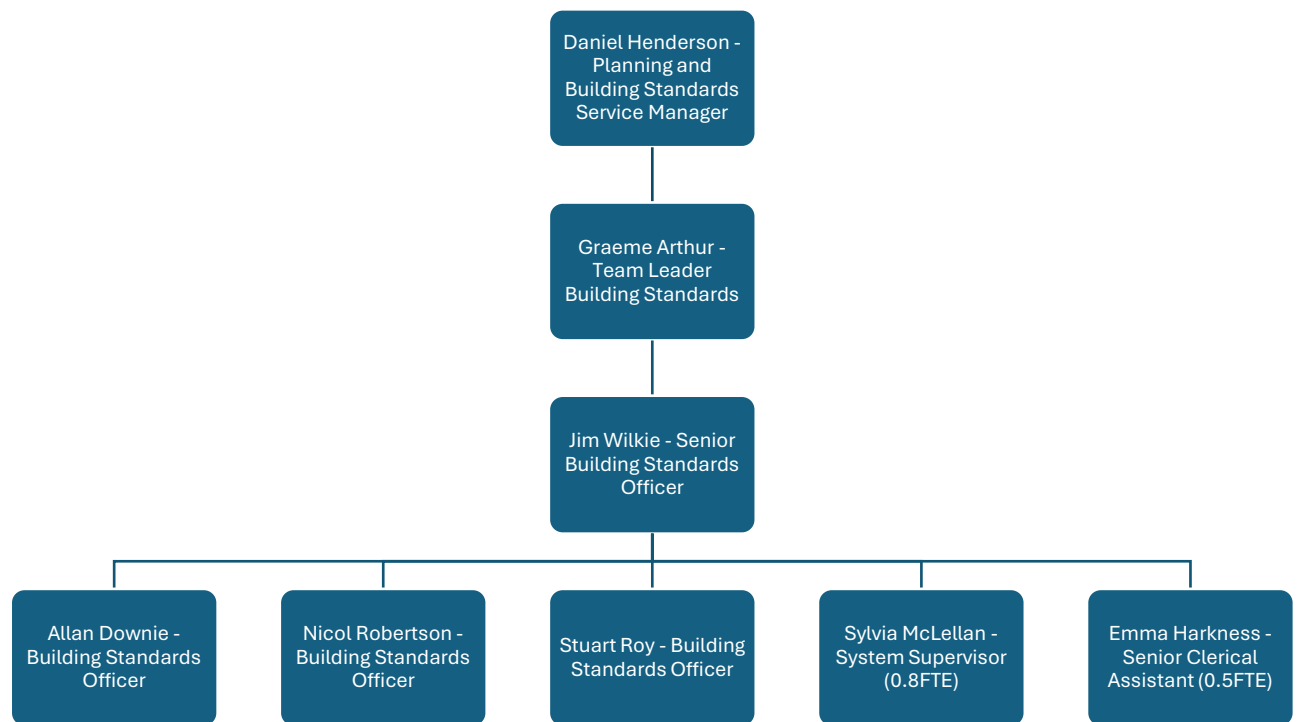 Daniel Henderson -
Planning and
Building Standards
Service Manager
Graeme Arthur -
Team Leader
Building Standards
Jim Wilkie - Senior
Building Standards
Officer
Allan Downie -
Building Standards
Officer
Nicol Robertson -
Building Standards
Officer
Stuart Roy - Building
Standards Officer
Sylvia McLellan -
System Supervisor
(0.8FTE)
Emma Harkness -
Senior Clerical
Assistant (0.5FTE)